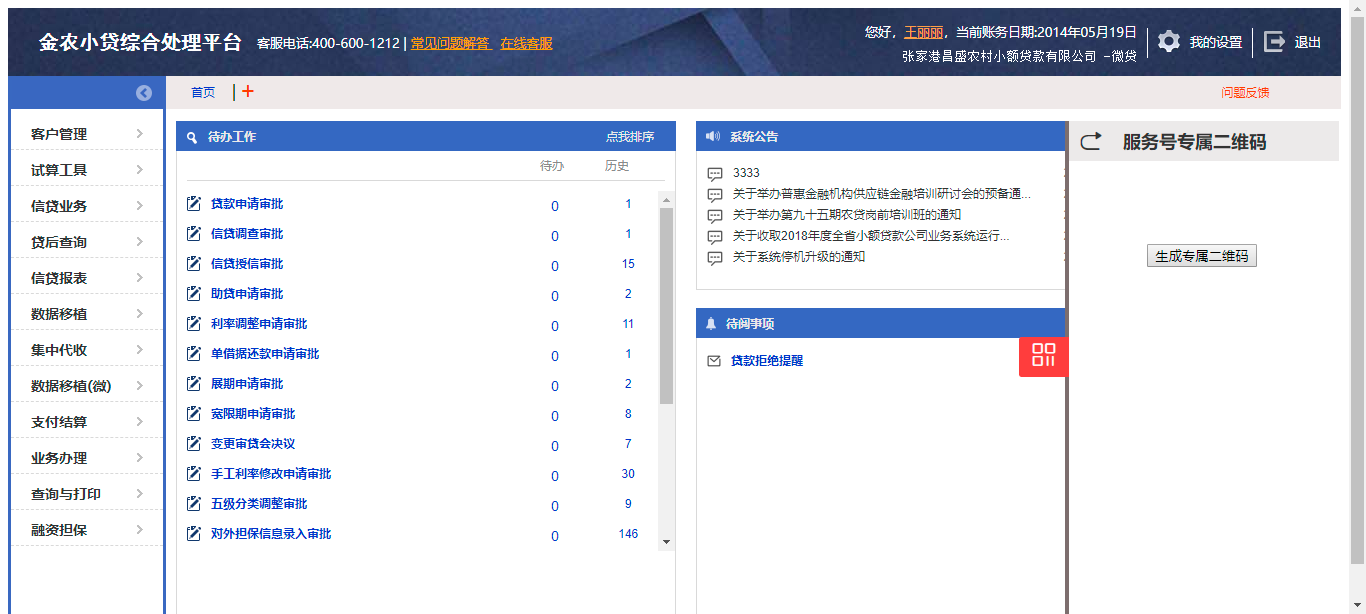 金农小贷综合处理平台 客服电话:400-600-1212 | 常见问题解答 在线客服
您好，王丽丽，当前账务日期:2014年05月19日
张家港昌盛农村小额贷款有限公司 -微贷
我的设置
退出
首页
问题反馈
客户管理
试算工具
信贷业务
贷后查询
信贷报表
数据移植
集中代收
数据移植(微)
支付结算
业务办理
查询与打印
融资担保
待办工作 点我排序
待办 历史
贷款申请审批 0 1
信贷调查审批 0 1
信贷授信审批 0 15
助贷申请审批 0 2
利率调整申请审批 0 11
单借据还款申请审批 0 1
展期申请审批 0 2
宽限期申请审批 0 8
变更审贷会决议 0 7
手工利率修改申请审批 0 30
五级分类调整审批 0 9
对外担保信息录入审批 0 146
系统公告
3333
关于举办普惠金融机构供应链金融培训研讨会的预备通...
关于举办第九十五期农贷岗前培训班的通知
关于收取2018年度全省小额贷款公司业务系统运行...
关于系统停机升级的通知
待阅事项
贷款拒绝提醒
服务号专属二维码
生成专属二维码